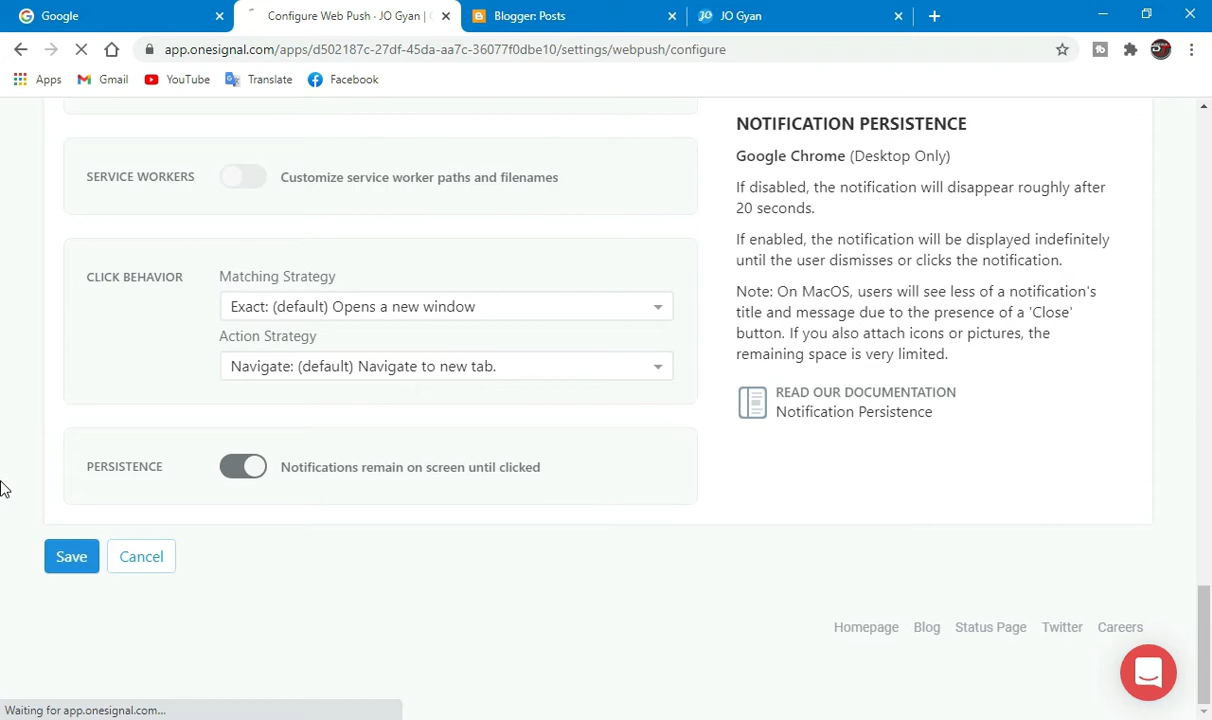 Google
Configure Web Push · JO Gyan |
Blogger: Posts
JO Gyan
app.onesignal.com/apps/d502187c-27df-45da-aa7c-36077f0dbe10/settings/webpush/configure
Apps
Gmail
YouTube
Translate
Facebook
SERVICE WORKERS
Customize service worker paths and filenames
CLICK BEHAVIOR
Matching Strategy
Exact: (default) Opens a new window
Action Strategy
Navigate: (default) Navigate to new tab.
PERSISTENCE
Notifications remain on screen until clicked
Save
Cancel
NOTIFICATION PERSISTENCE
Google Chrome (Desktop Only)
If disabled, the notification will disappear roughly after
20 seconds.
If enabled, the notification will be displayed indefinitely
until the user dismisses or clicks the notification.
Note: On MacOS, users will see less of a notification's
title and message due to the presence of a 'Close'
button. If you also attach icons or pictures, the
remaining space is very limited.
READ OUR DOCUMENTATION
Notification Persistence
Homepage
Blog
Status Page
Twitter
Careers
Waiting for app.onesignal.com...